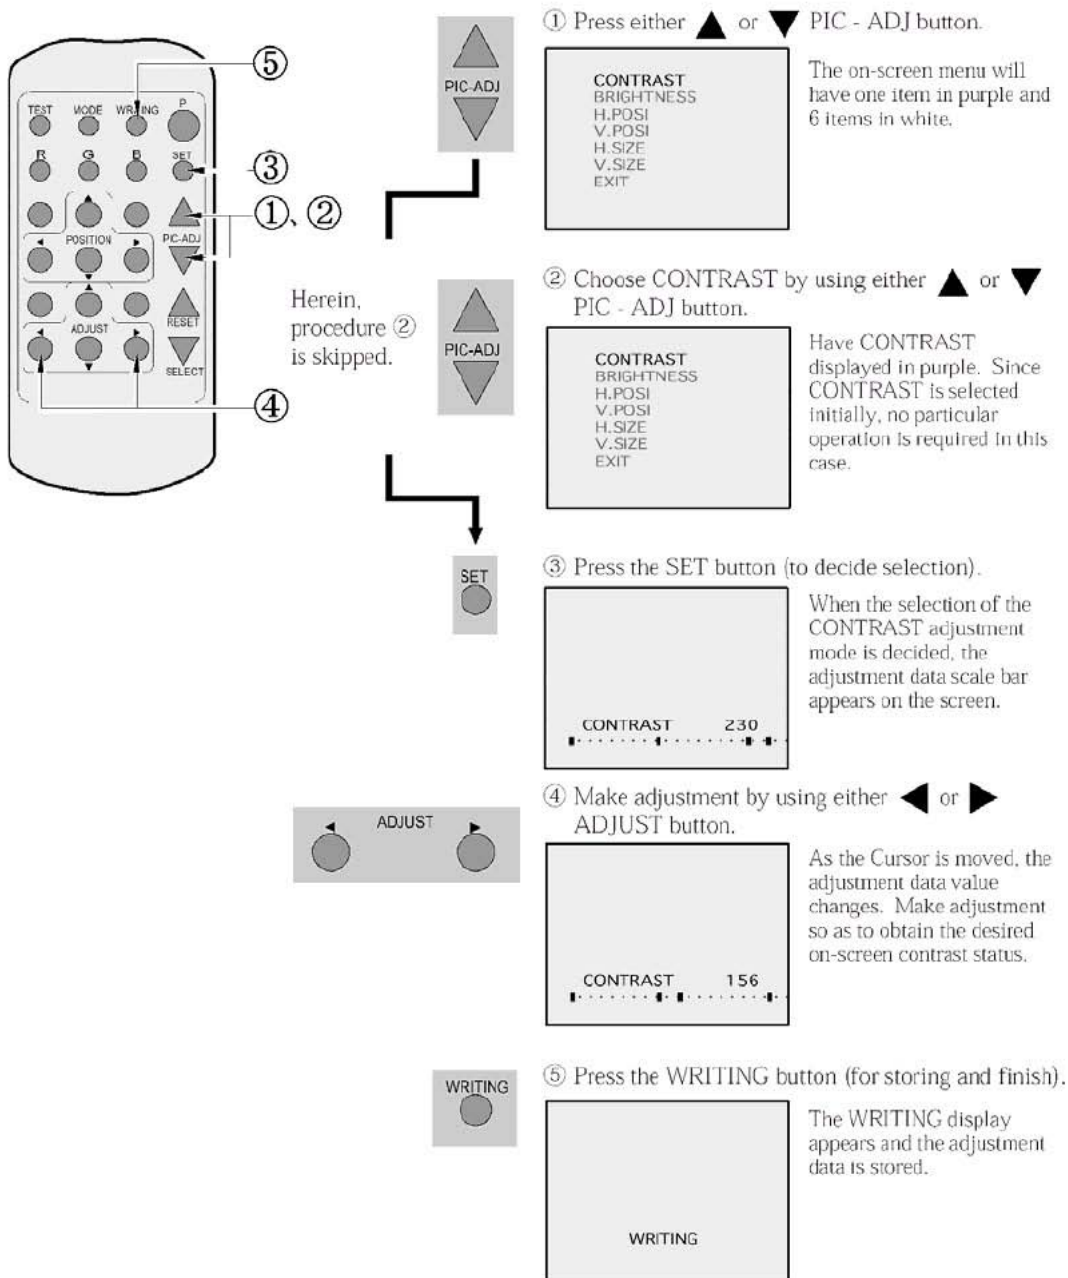 ① Press either ▲ or ▼ PIC - ADJ button.
PIC-ADJ
CONTRAST
BRIGHTNESS
H.POSI
V.POSI
H.SIZE
V.SIZE
EXIT
The on-screen menu will
have one item in purple and
6 items in white.
⑤
TEST MODE WRITING P
R G B SET
③
①、②
POSITION
PIC-ADJ
ADJUST
RESET
SELECT
④
Herein,
procedure ②
is skipped.
② Choose CONTRAST by using either ▲ or ▼
PIC - ADJ button.
PIC-ADJ
CONTRAST
BRIGHTNESS
H.POSI
V.POSI
H.SIZE
V.SIZE
EXIT
Have CONTRAST
displayed in purple. Since
CONTRAST is selected
initially, no particular
operation is required in this
case.
③ Press the SET button (to decide selection).
SET
CONTRAST 230
When the selection of the
CONTRAST adjustment
mode is decided, the
adjustment data scale bar
appears on the screen.
④ Make adjustment by using either ◀ or ▶
ADJUST button.
ADJUST
CONTRAST 156
As the Cursor is moved, the
adjustment data value
changes. Make adjustment
so as to obtain the desired
on-screen contrast status.
⑤ Press the WRITING button (for storing and finish).
WRITING
WRITING
The WRITING display
appears and the adjustment
data is stored.